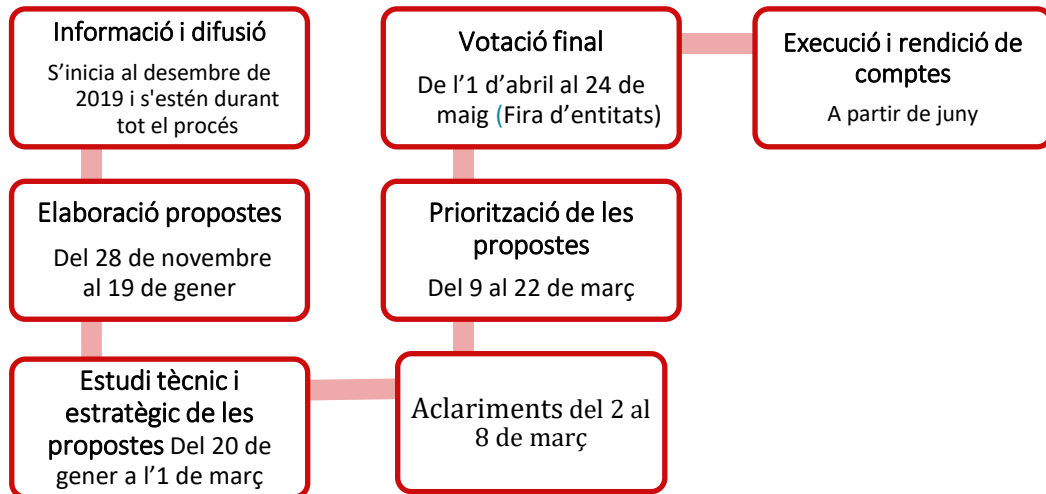 Informació i difusió
S’inicia al desembre de
2019 i s'estén durant
tot el procés
Elaboració propostes
Del 28 de novembre
al 19 de gener
Estudi tècnic i
estratègic de les
propostes Del 20 de
gener a l’1 de març
Aclariments del 2 al
8 de març
Priorització de les
propostes
Del 9 al 22 de març
Votació final
De l’1 d’abril al 24 de
maig (Fira d’entitats)
Execució i rendició de
comptes
A partir de juny